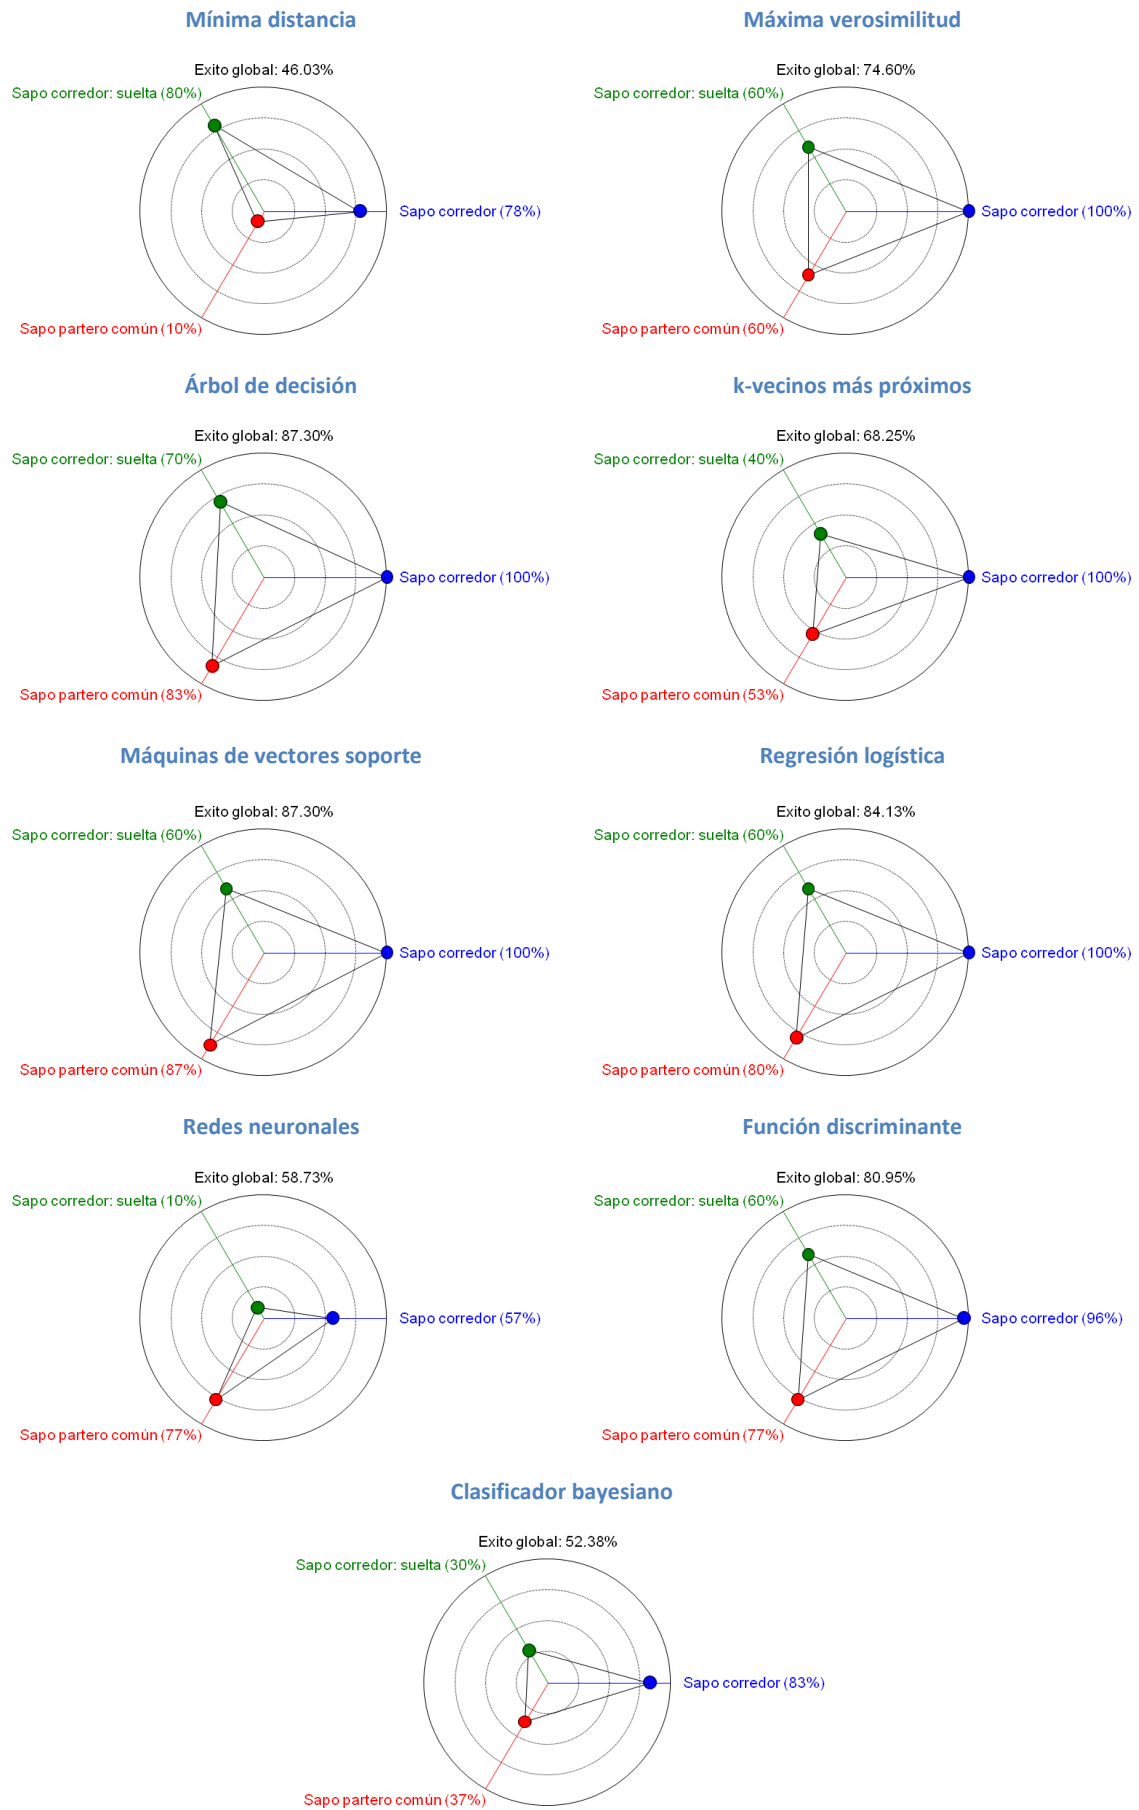 Mínima distancia
Exito global: 46.03%
Sapo corredor: suelta (80%)
Sapo corredor (78%)
Sapo partero común (10%)
Máxima verosimilitud
Exito global: 74.60%
Sapo corredor: suelta (60%)
Sapo corredor (100%)
Sapo partero común (60%)
Árbol de decisión
Exito global: 87.30%
Sapo corredor: suelta (70%)
Sapo corredor (100%)
Sapo partero común (83%)
k-vecinos más próximos
Exito global: 68.25%
Sapo corredor: suelta (40%)
Sapo corredor (100%)
Sapo partero común (53%)
Máquinas de vectores soporte
Exito global: 87.30%
Sapo corredor: suelta (60%)
Sapo corredor (100%)
Sapo partero común (87%)
Regresión logística
Exito global: 84.13%
Sapo corredor: suelta (60%)
Sapo corredor (100%)
Sapo partero común (80%)
Redes neuronales
Exito global: 58.73%
Sapo corredor: suelta (10%)
Sapo corredor (57%)
Sapo partero común (77%)
Función discriminante
Exito global: 80.95%
Sapo corredor: suelta (60%)
Sapo corredor (96%)
Sapo partero común (77%)
Clasificador bayesiano
Exito global: 52.38%
Sapo corredor: suelta (30%)
Sapo corredor (83%)
Sapo partero común (37%)